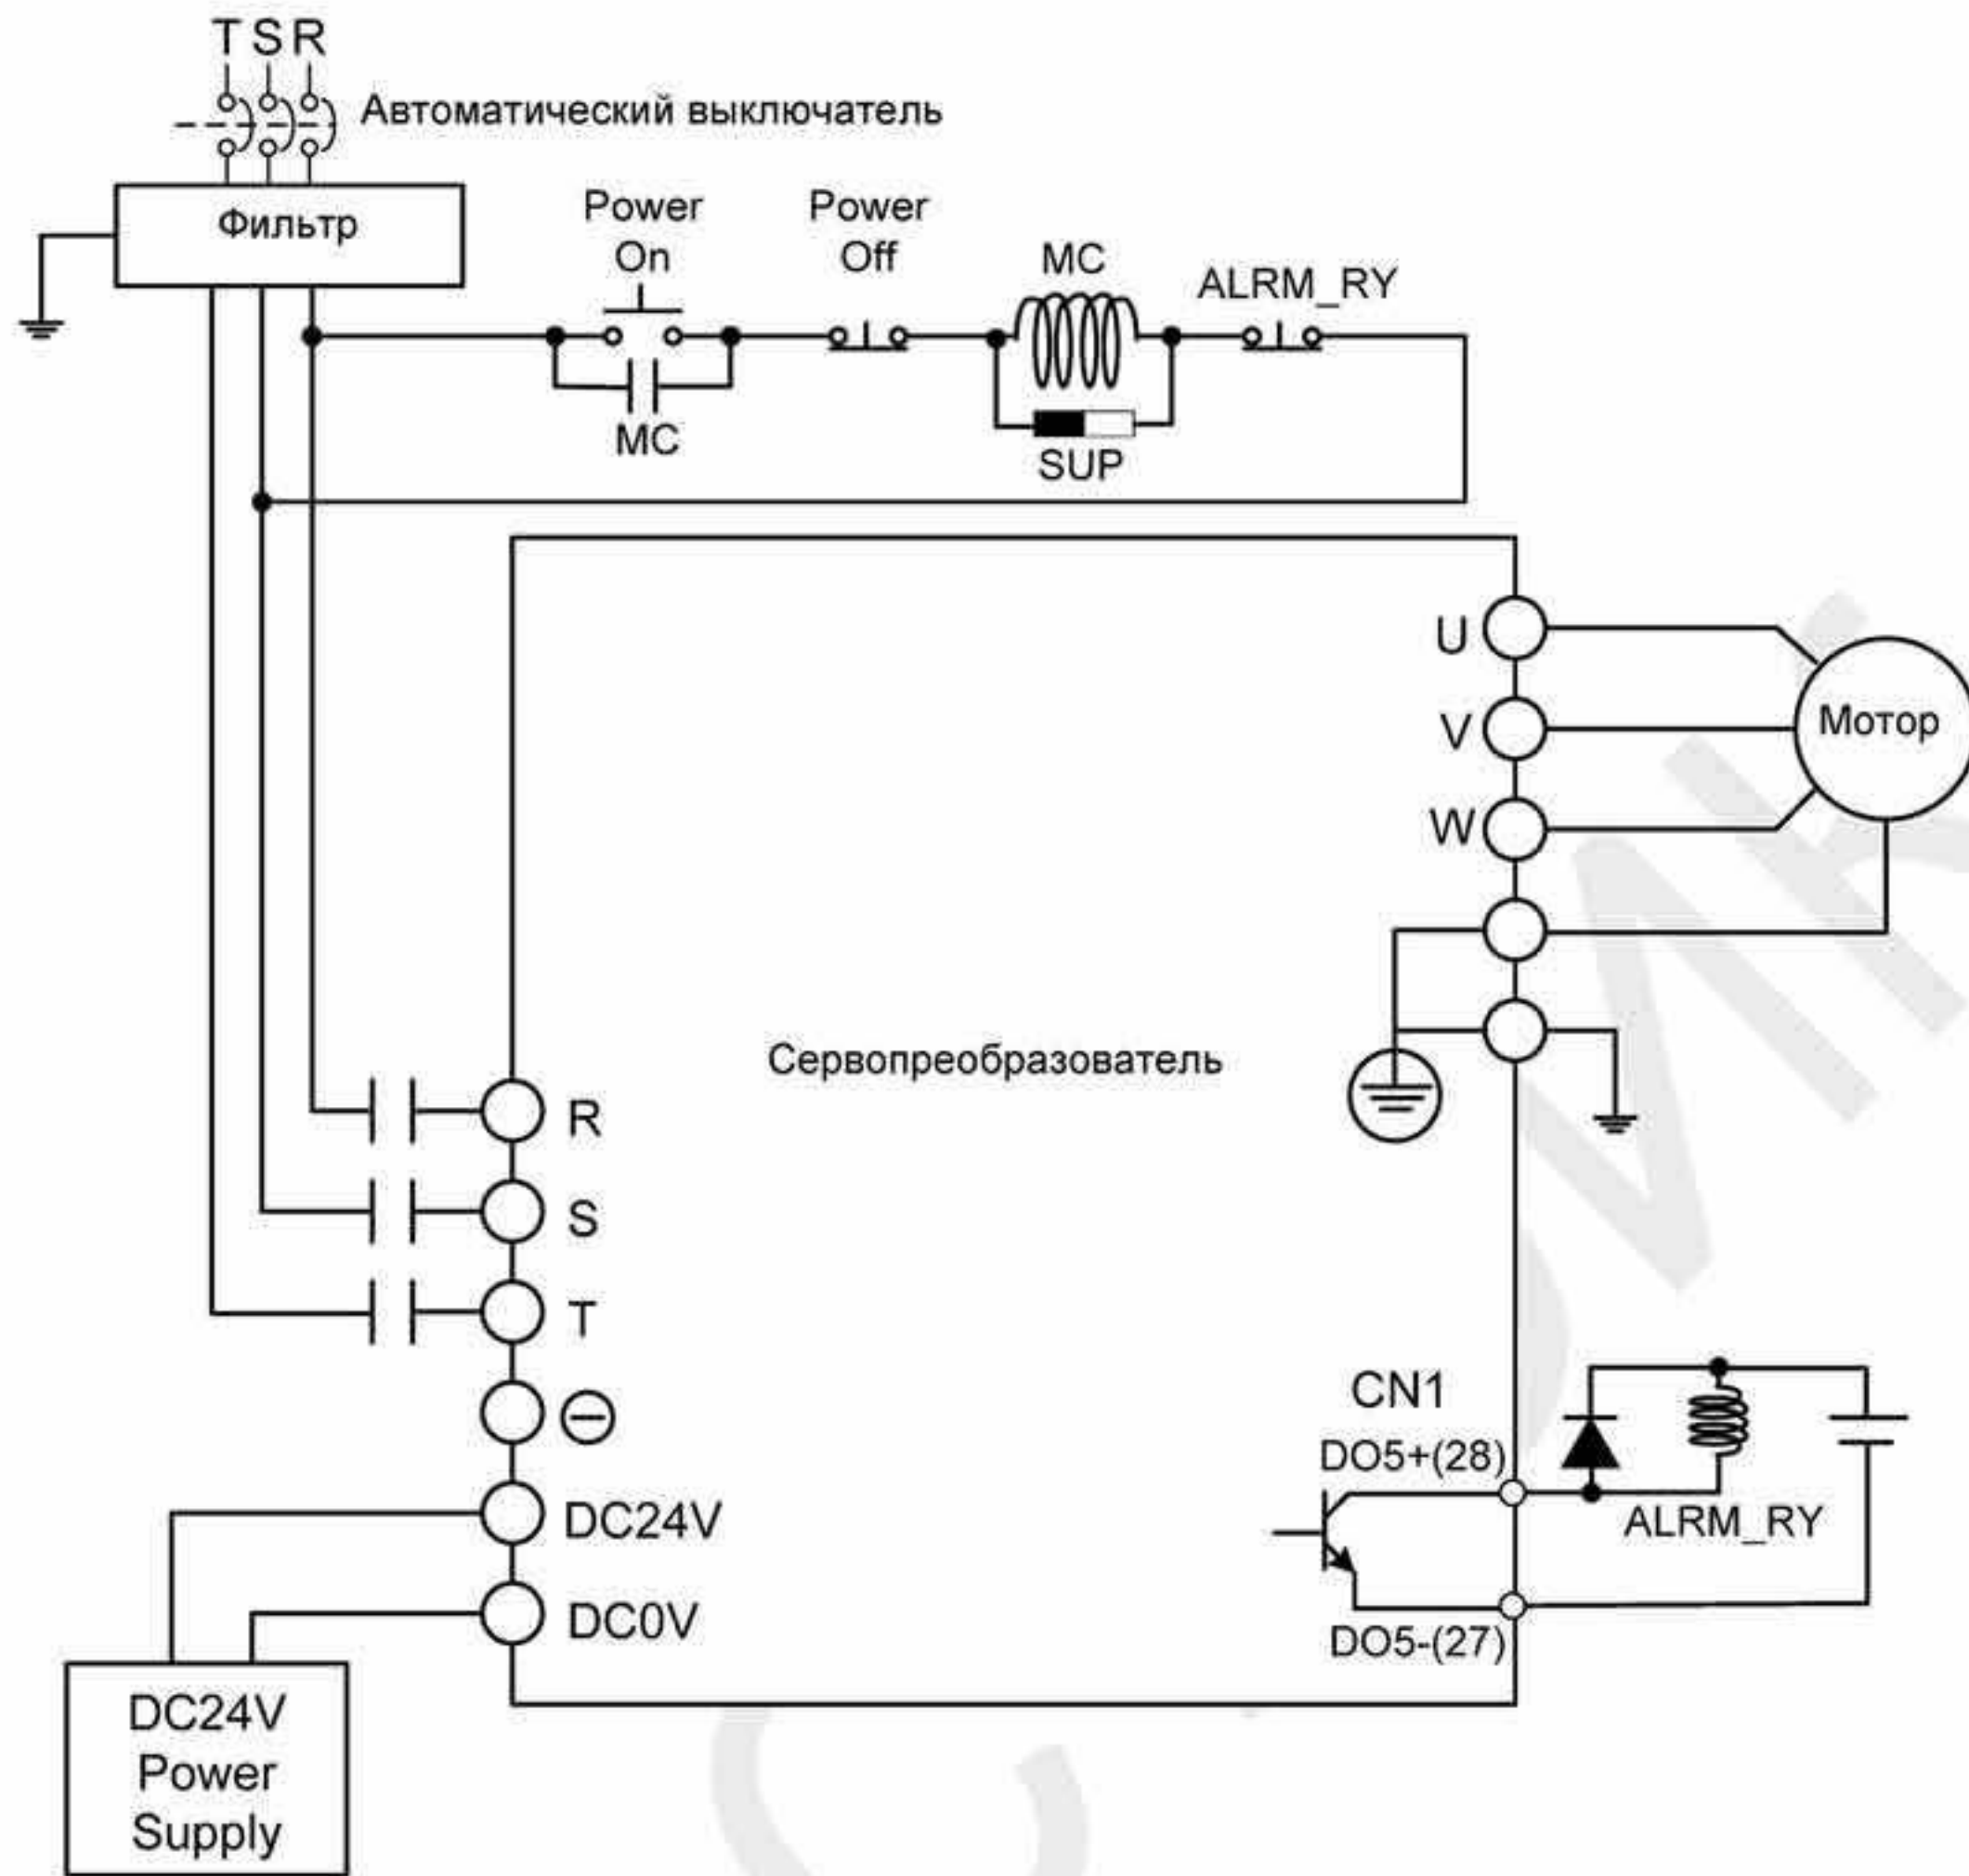 T S R
Автоматический выключатель
Фильтр
Power
On
Power
Off
MC
ALRM_RY
MC
SUP
U
V
W
Мотор
Сервопреобразователь
R
S
T
DC24V
DC0V
CN1
DO5+(28)
ALRM_RY
DO5-(27)
DC24V
Power
Supply